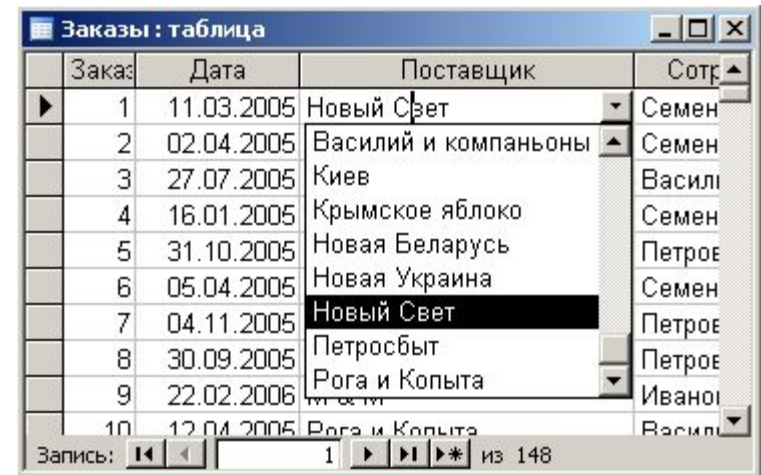 Заказы : таблица
Заказ Дата Поставщик Сотр
1 11.03.2005 Новый Свет Семен
2 02.04.2005 Василий и компаньоны Семен
3 27.07.2005 Киев Васили
4 16.01.2005 Крымское яблоко Семен
5 31.10.2005 Новая Беларусь Петров
6 05.04.2005 Новая Украина Семен
7 04.11.2005 Новый Свет Петров
8 30.09.2005 Петросбыт Петров
9 22.02.2006 Рога и Копыта Иванов
10 12.04.2005 Рога и Копыта Васили
Запись: 1 из 148